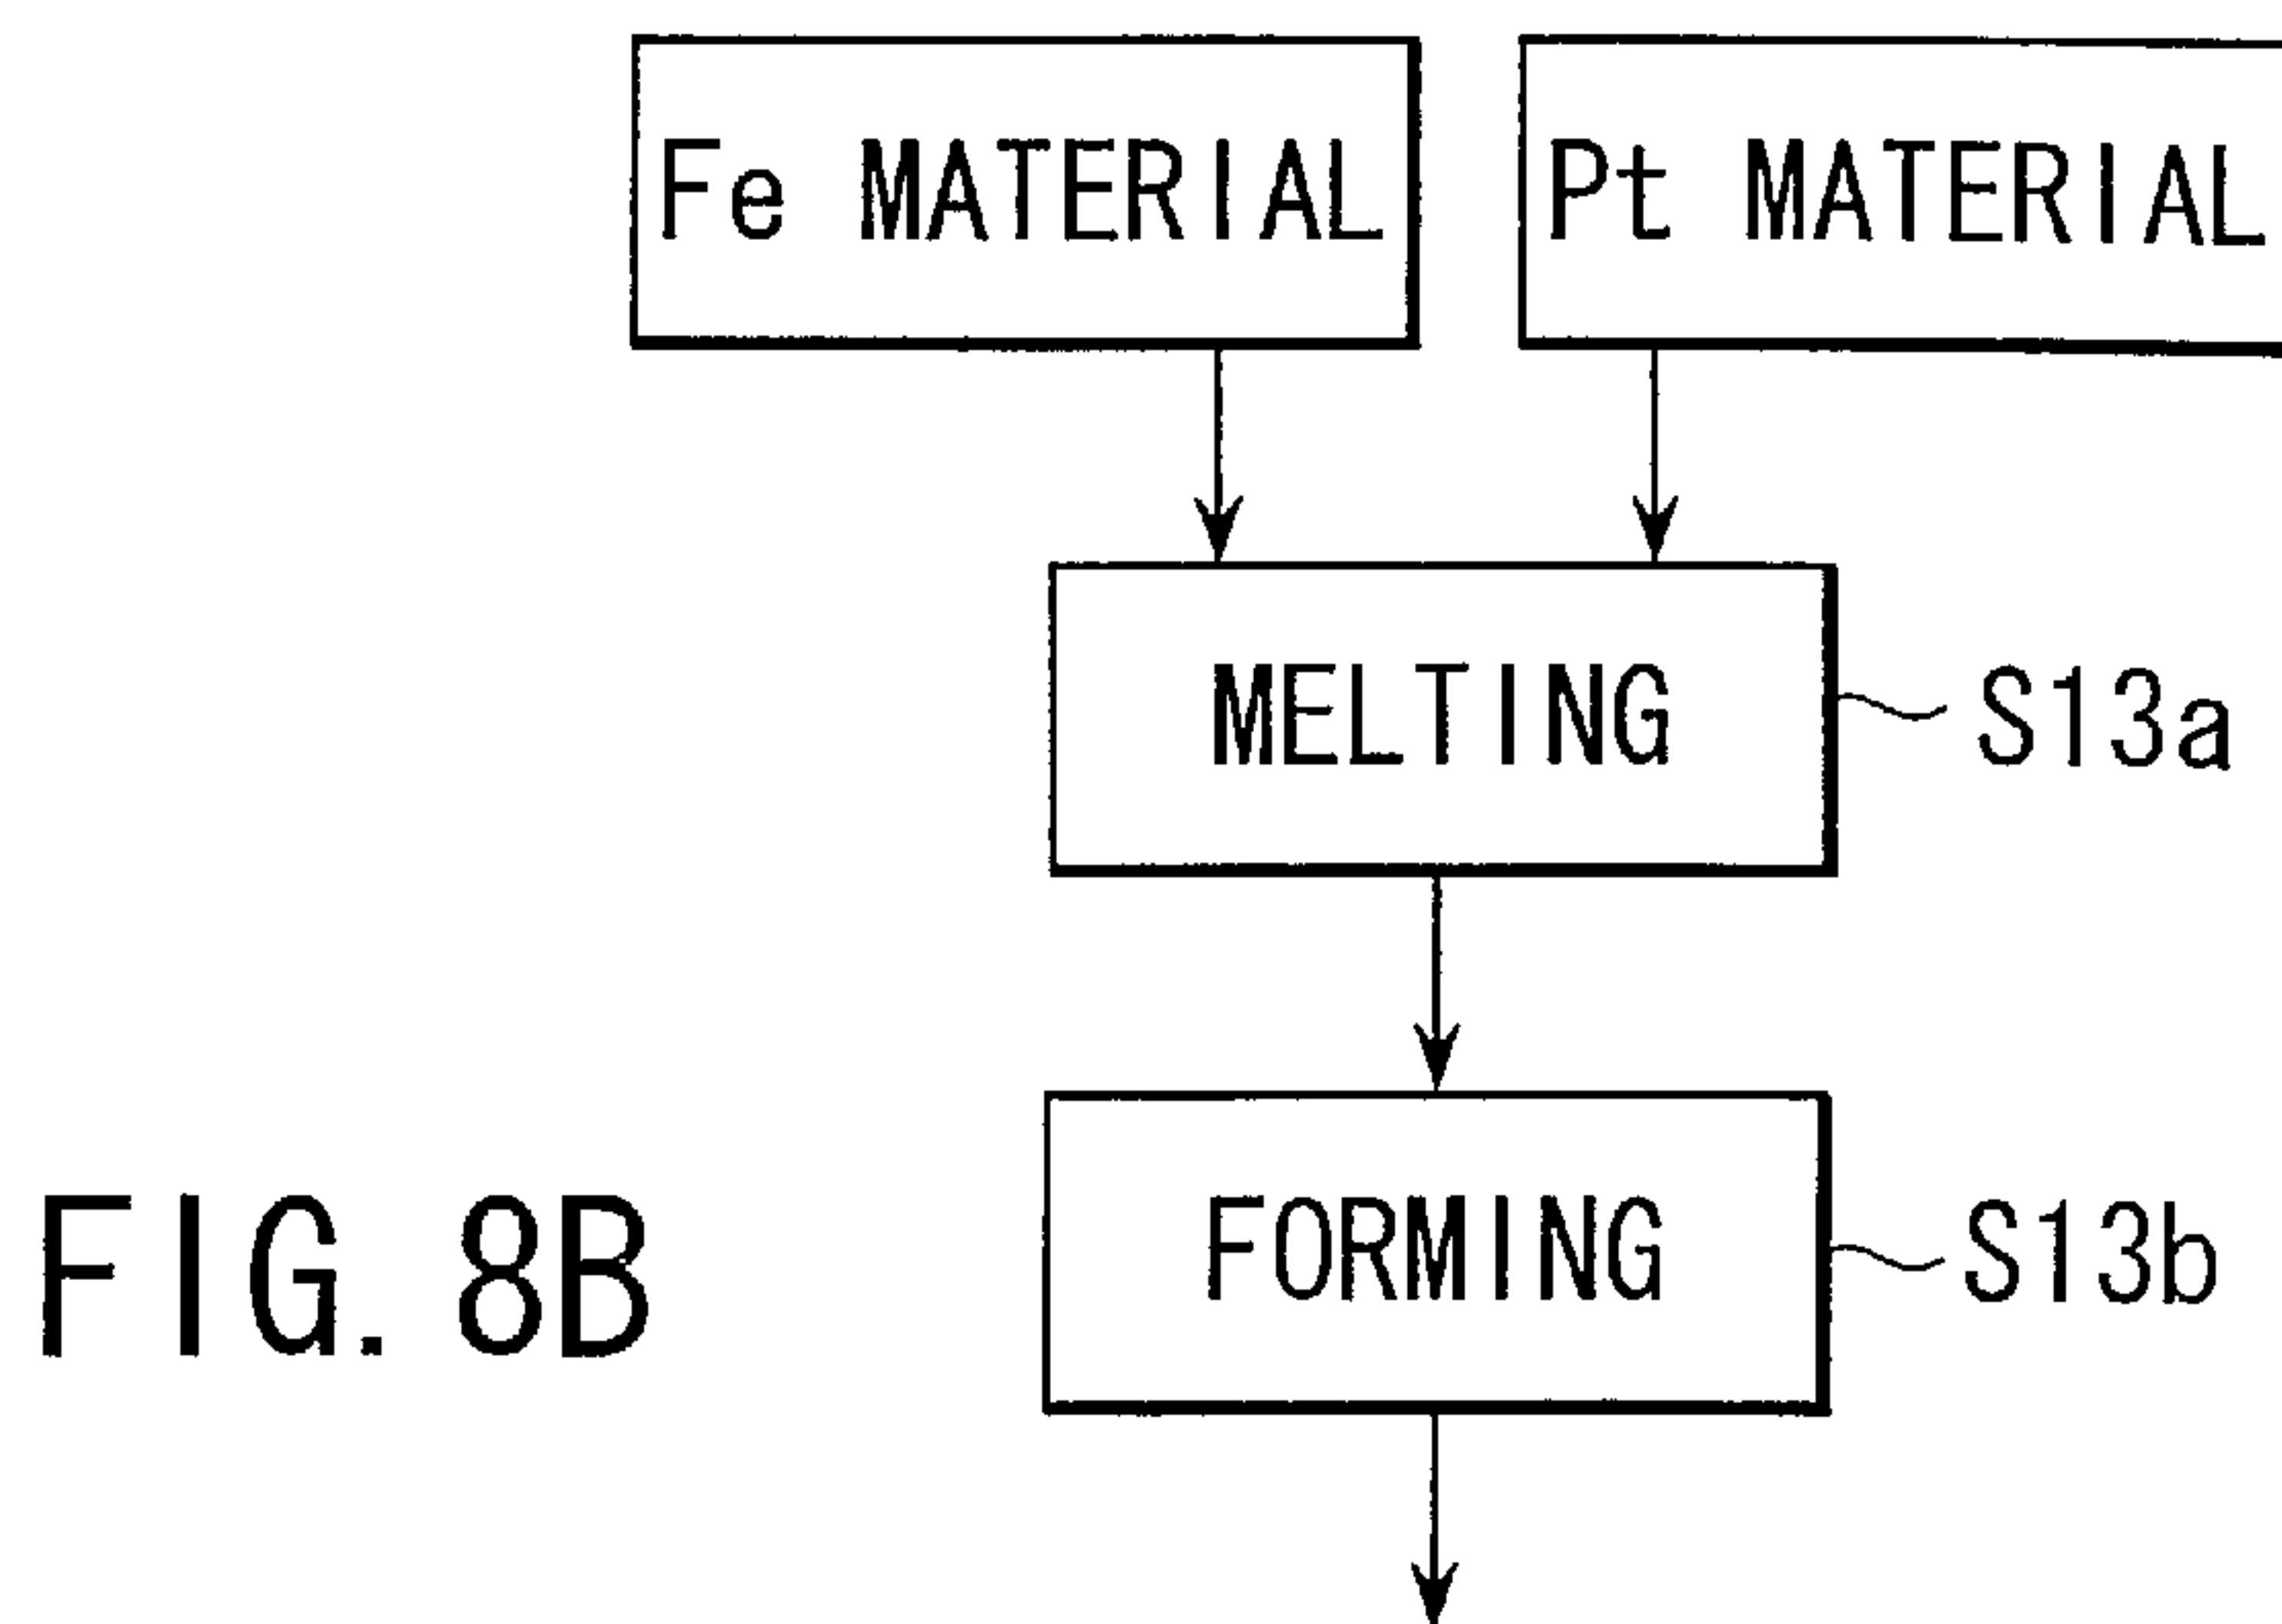 Fe MATERIAL
Pt MATERIAL
MELTING
S13a
FORMING
S13b
FIG. 8B